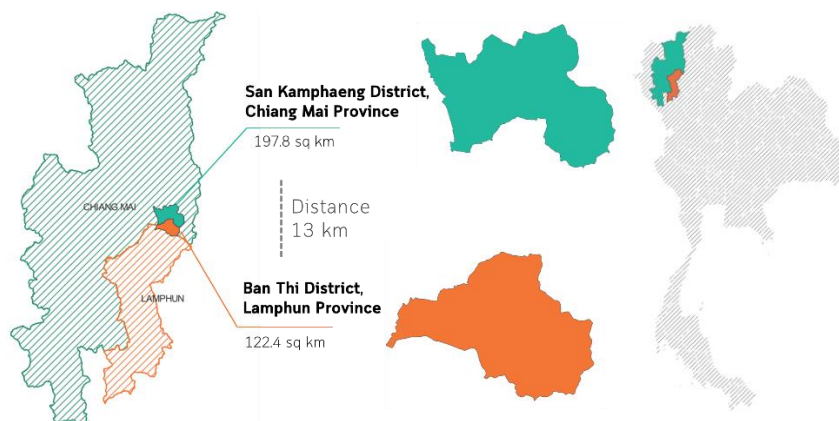 San Kamphaeng District,
Chiang Mai Province
197.8 sq km
CHIANG MAI
Distance
13 km
Ban Thi District,
Lamphun Province
LAMPHUN
122.4 sq km